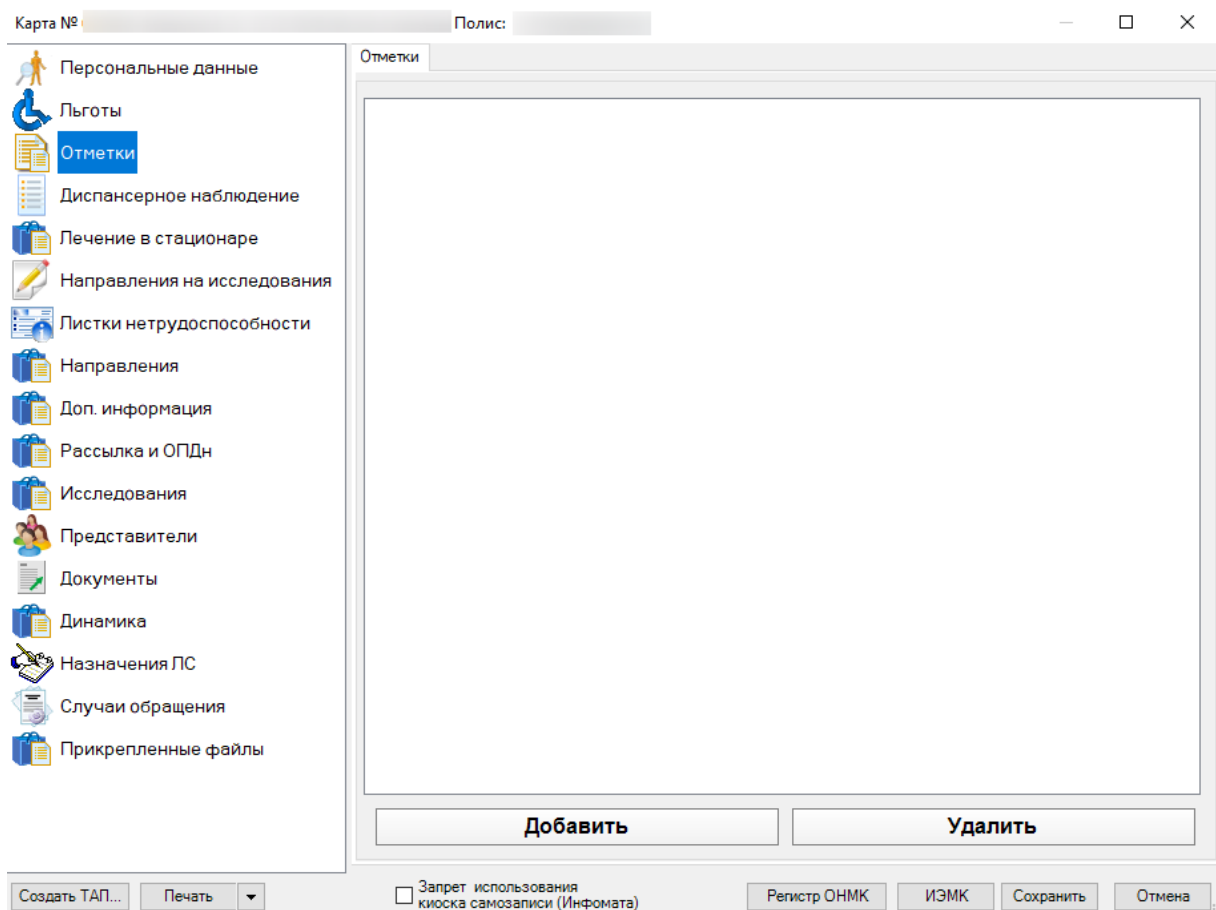 Карта №
Полис:
Персональные данные
Льготы
Отметки
Диспансерное наблюдение
Лечение в стационаре
Направления на исследования
Листки нетрудоспособности
Направления
Доп. информация
Рассылка и ОПДн
Исследования
Представители
Документы
Динамика
Назначения ЛС
Случаи обращения
Прикрепленные файлы
Отметки
Добавить
Удалить
Создать ТАП...
Печать
Запрет использования
киоска самозаписи (Инфомата)
Регистр ОНМК
ИЭМК
Сохранить
Отмена